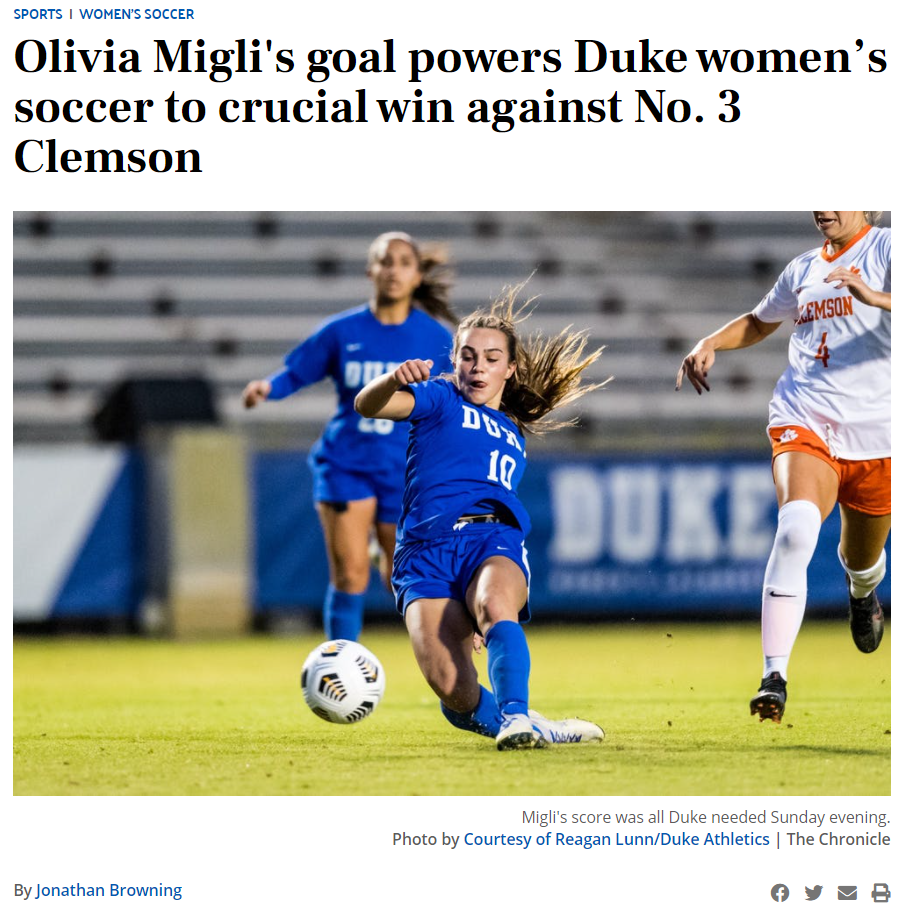 SPORTS | WOMEN'S SOCCER
Olivia Migli's goal powers Duke women’s
soccer to crucial win against No. 3
Clemson
DUKE
10
CLEMSON
4
DUKE
Migli's score was all Duke needed Sunday evening.
Photo by Courtesy of Reagan Lunn/Duke Athletics | The Chronicle
By Jonathan Browning